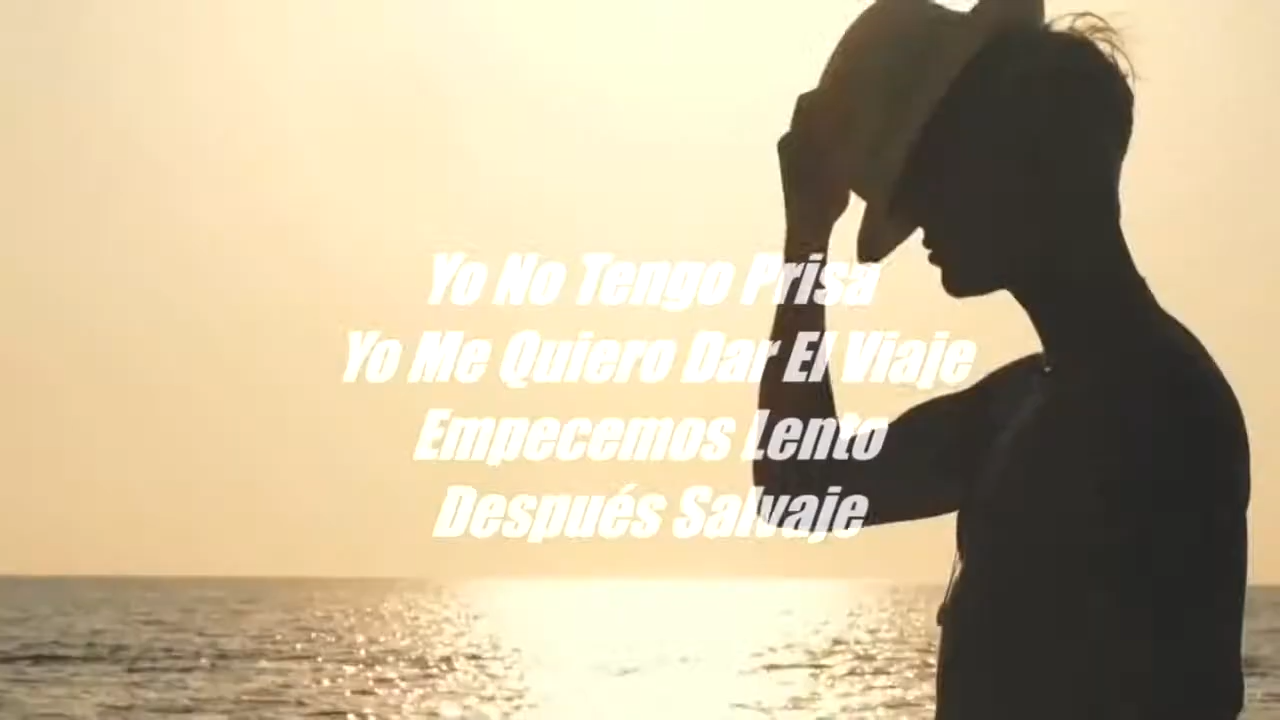 Yo No Tengo Prisa
Yo Me Quiero Dar El Viaje
Empecemos Lento
Después Salvaje